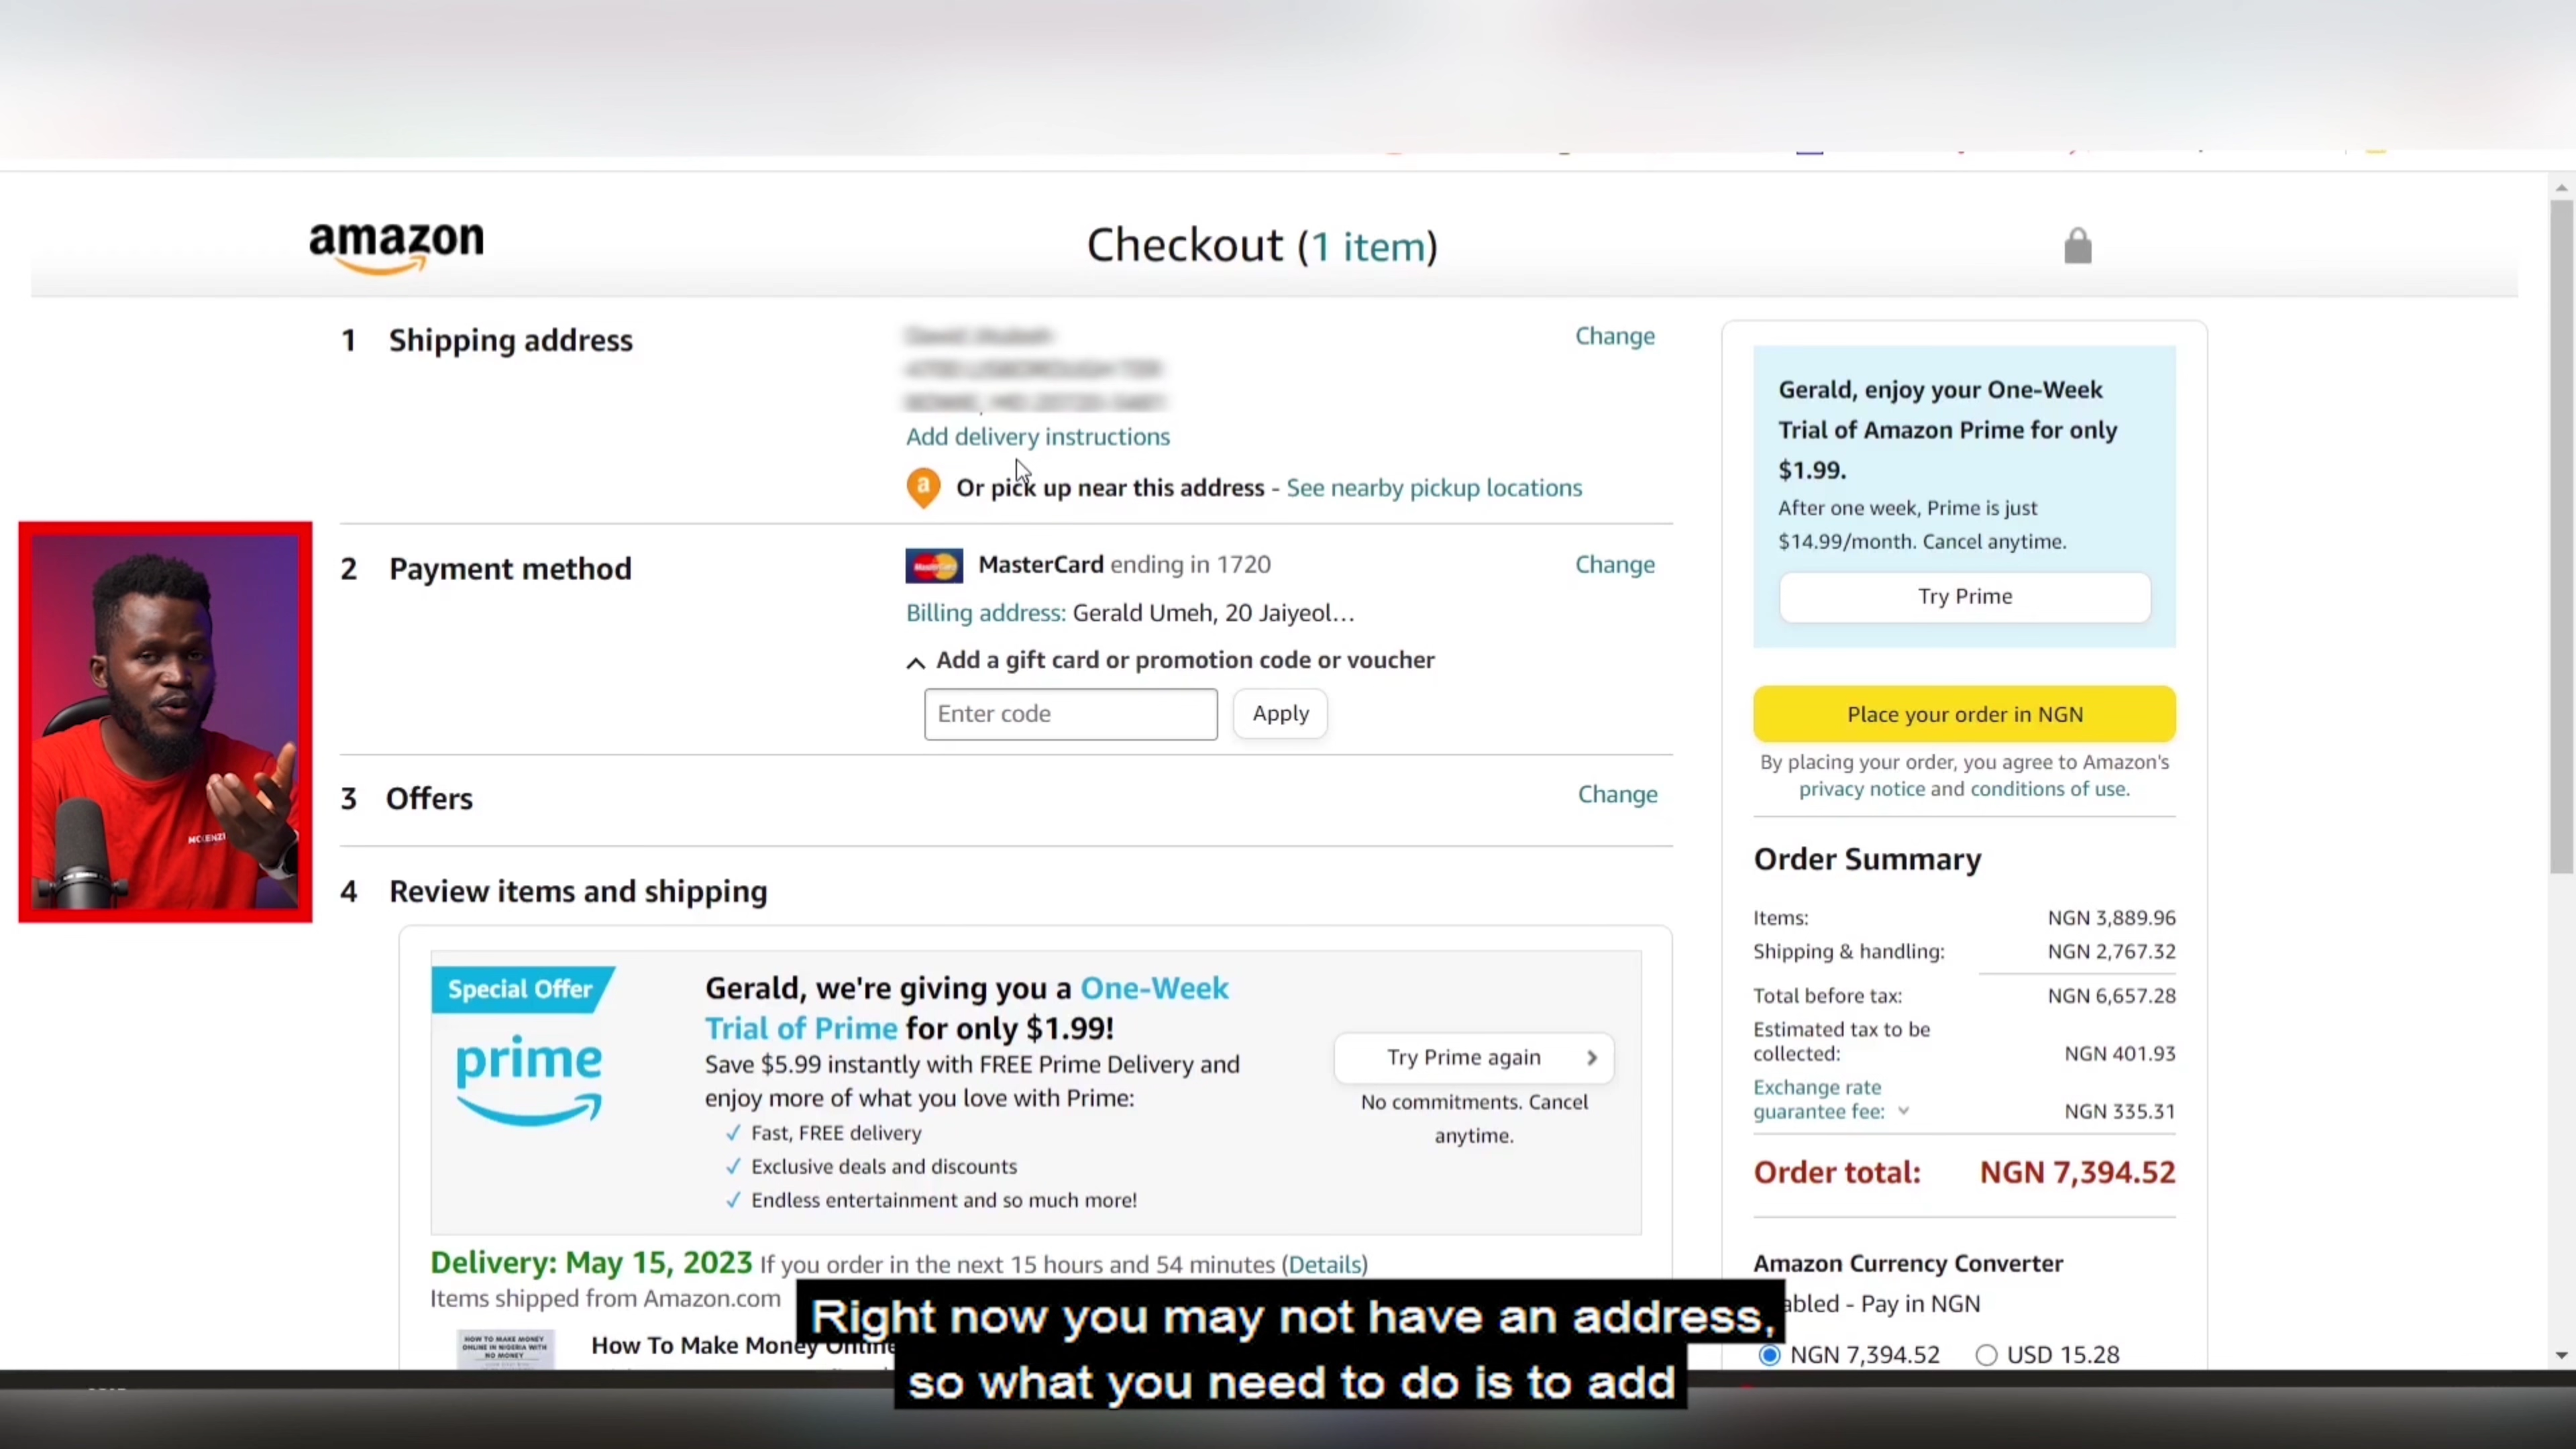 amazon
Checkout (1 item)
1 Shipping address
Change
Add delivery instructions
a
Or pick up near this address - See nearby pickup locations
2 Payment method
MasterCard ending in 1720
Change
Billing address: Gerald Umeh, 20 Jaiyeol...
Add a gift card or promotion code or voucher
Enter code
Apply
3 Offers
Change
4 Review items and shipping
Special Offer
prime
Gerald, we're giving you a One-Week
Trial of Prime for only $1.99!
Save $5.99 instantly with FREE Prime Delivery and
enjoy more of what you love with Prime:
✓ Fast, FREE delivery
✓ Exclusive deals and discounts
✓ Endless entertainment and so much more!
Try Prime again
No commitments. Cancel
anytime.
Delivery: May 15, 2023 If you order in the next 15 hours and 54 minutes (Details)
Items shipped from Amazon.com
HOW TO MAKE MONEY
ONLINE IN NIGERIA WITH
NO MONEY
How To Make Money Online
Gerald, enjoy your One-Week
Trial of Amazon Prime for only
$1.99.
After one week, Prime is just
$14.99/month. Cancel anytime.
Try Prime
Place your order in NGN
By placing your order, you agree to Amazon's
privacy notice and conditions of use.
Order Summary
Items: NGN 3,889.96
Shipping & handling: NGN 2,767.32
Total before tax: NGN 6,657.28
Estimated tax to be
collected: NGN 401.93
Exchange rate
guarantee fee: NGN 335.31
Order total: NGN 7,394.52
Amazon Currency Converter
abled - Pay in NGN
NGN 7,394.52 USD 15.28
Right now you may not have an address,
so what you need to do is to add